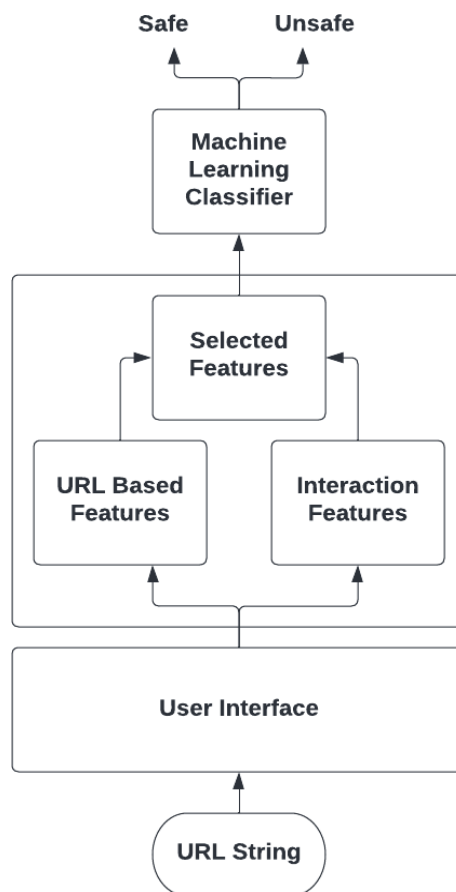 Safe
Unsafe
Machine
Learning
Classifier
Selected
Features
URL Based
Features
Interaction
Features
User Interface
URL String